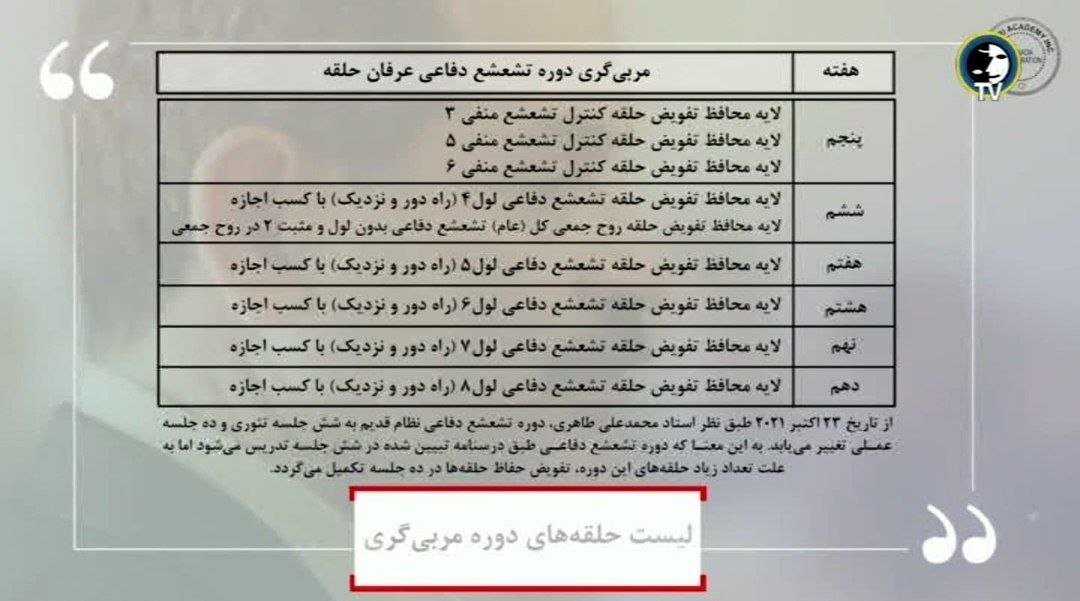 هفته
مربی‌گری دوره تشعشع دفاعی عرفان حلقه
پنجم
لایه محافظ تفویض حلقه کنترل تشعشع منفی ۳
لایه محافظ تفویض حلقه کنترل تشعشع منفی ۵
لایه محافظ تفویض حلقه کنترل تشعشع منفی ۶
ششم
لایه محافظ تفویض حلقه تشعشع دفاعی لول۴ (راه دور و نزدیک) با کسب اجازه
لایه محافظ تفویض حلقه روح جمعی کل (عام) تشعشع دفاعی بدون لول و مثبت ۲ در روح جمعی
هفتم
لایه محافظ تفویض حلقه تشعشع دفاعی لول۵ (راه دور و نزدیک) با کسب اجازه
هشتم
لایه محافظ تفویض حلقه تشعشع دفاعی لول۶ (راه دور و نزدیک) با کسب اجازه
نهم
لایه محافظ تفویض حلقه تشعشع دفاعی لول۷ (راه دور و نزدیک) با کسب اجازه
دهم
لایه محافظ تفویض حلقه تشعشع دفاعی لول۸ (راه دور و نزدیک) با کسب اجازه
از تاریخ ۲۳ اکتبر ۲۰۲۱ طبق نظر استاد محمدعلی طاهری، دوره تشعشع دفاعی نظام قدیم به شش جلسه تئوری و ده جلسه
عملی تغییر می‌یابد. به این معنا که دوره تشعشع دفاعی طبق درسنامه تبیین شده در شش جلسه تدریس می‌شود اما به
علت تعداد زیاد حلقه‌های این دوره، تفویض حفاظ حلقه‌ها در ده جلسه تکمیل می‌گردد.
لیست حلقه‌های دوره مربی‌گری
TV
ACADEMY INC